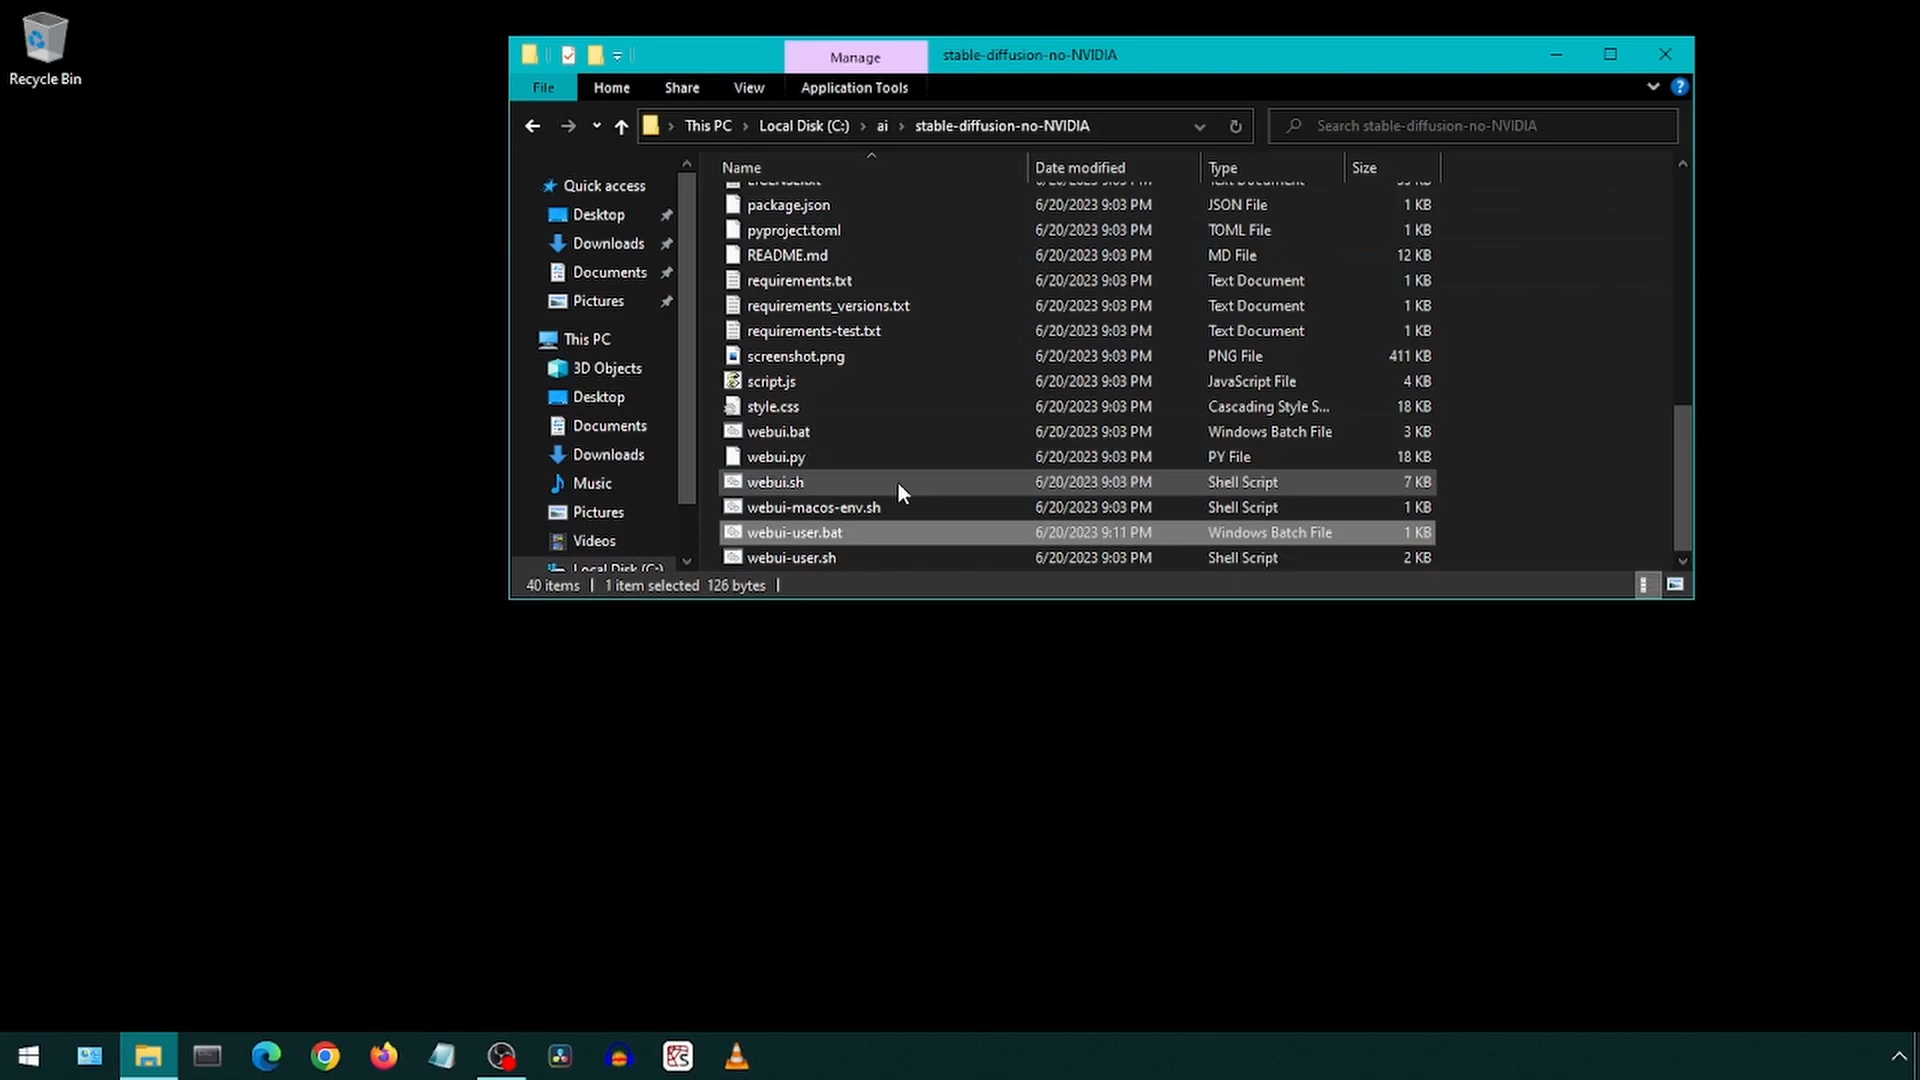 Recycle Bin
Manage
stable-diffusion-no-NVIDIA
File
Home
Share
View
Application Tools
This PC
Local Disk (C:)
ai
stable-diffusion-no-NVIDIA
Search stable-diffusion-no-NVIDIA
Name
Date modified
Type
Size
Quick access
Desktop
Downloads
Documents
Pictures
This PC
3D Objects
Desktop
Documents
Downloads
Music
Pictures
Videos
Local Disk (C:)
package.json 6/20/2023 9:03 PM JSON File 1 KB
pyproject.toml 6/20/2023 9:03 PM TOML File 1 KB
README.md 6/20/2023 9:03 PM MD File 12 KB
requirements.txt 6/20/2023 9:03 PM Text Document 1 KB
requirements_versions.txt 6/20/2023 9:03 PM Text Document 1 KB
requirements-test.txt 6/20/2023 9:03 PM Text Document 1 KB
screenshot.png 6/20/2023 9:03 PM PNG File 411 KB
script.js 6/20/2023 9:03 PM JavaScript File 4 KB
style.css 6/20/2023 9:03 PM Cascading Style S... 18 KB
webui.bat 6/20/2023 9:03 PM Windows Batch File 3 KB
webui.py 6/20/2023 9:03 PM PY File 18 KB
webui.sh 6/20/2023 9:03 PM Shell Script 7 KB
webui-macos-env.sh 6/20/2023 9:03 PM Shell Script 1 KB
webui-user.bat 6/20/2023 9:11 PM Windows Batch File 1 KB
webui-user.sh 6/20/2023 9:03 PM Shell Script 2 KB
40 items
1 item selected 126 bytes